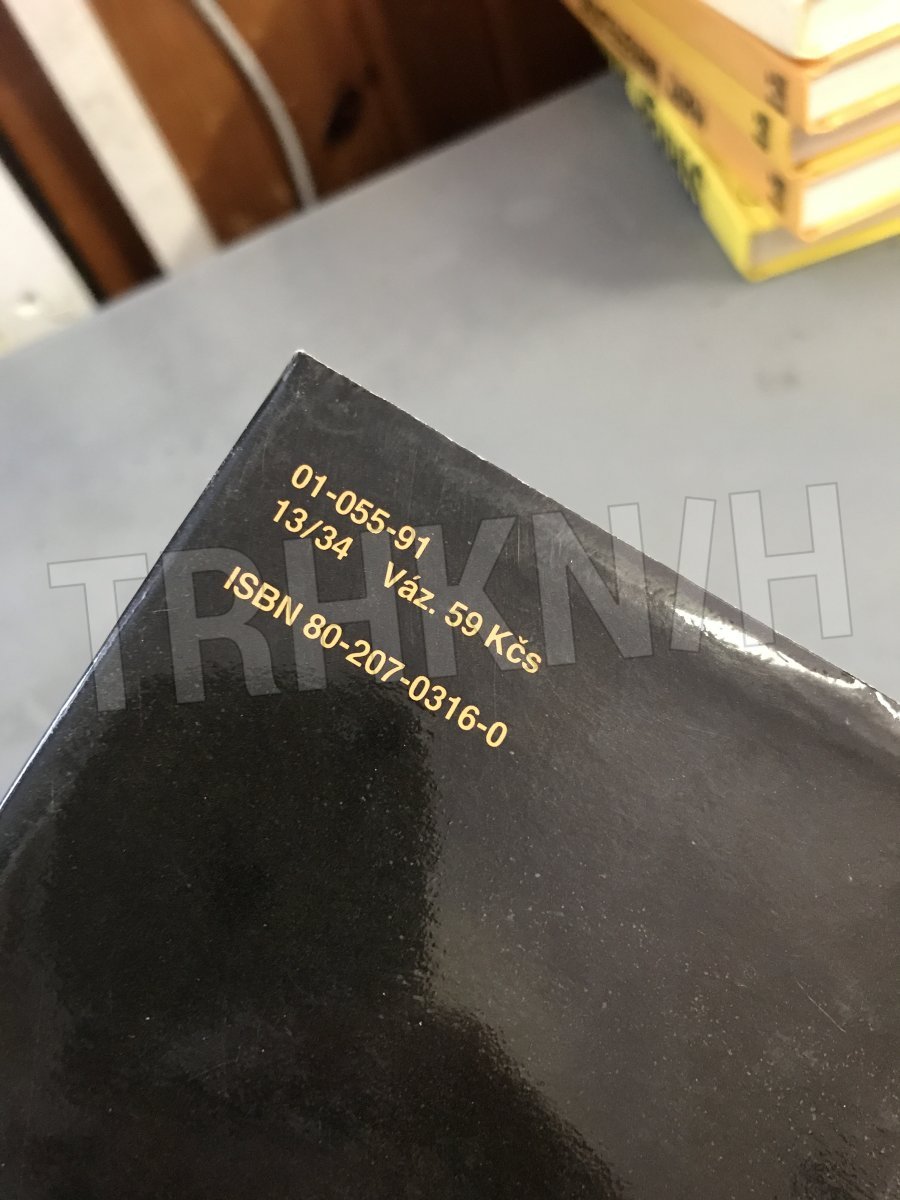 01-055-91
13/34 Váz. 59 Kčs
ISBN 80-207-0316-0
TRHKNIH